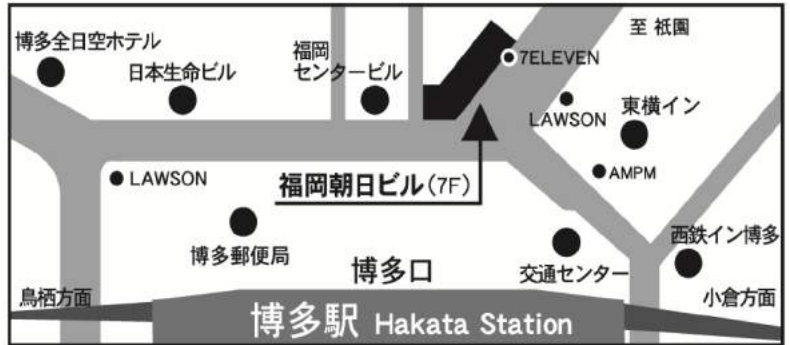 至 祇園
博多全日空ホテル
日本生命ビル
福岡
センタービル
7ELEVEN
LAWSON
東横イン
AMPM
LAWSON
福岡朝日ビル(7F)
博多郵便局
博多口
交通センター
西鉄イン博多
鳥栖方面
小倉方面
博多駅 Hakata Station